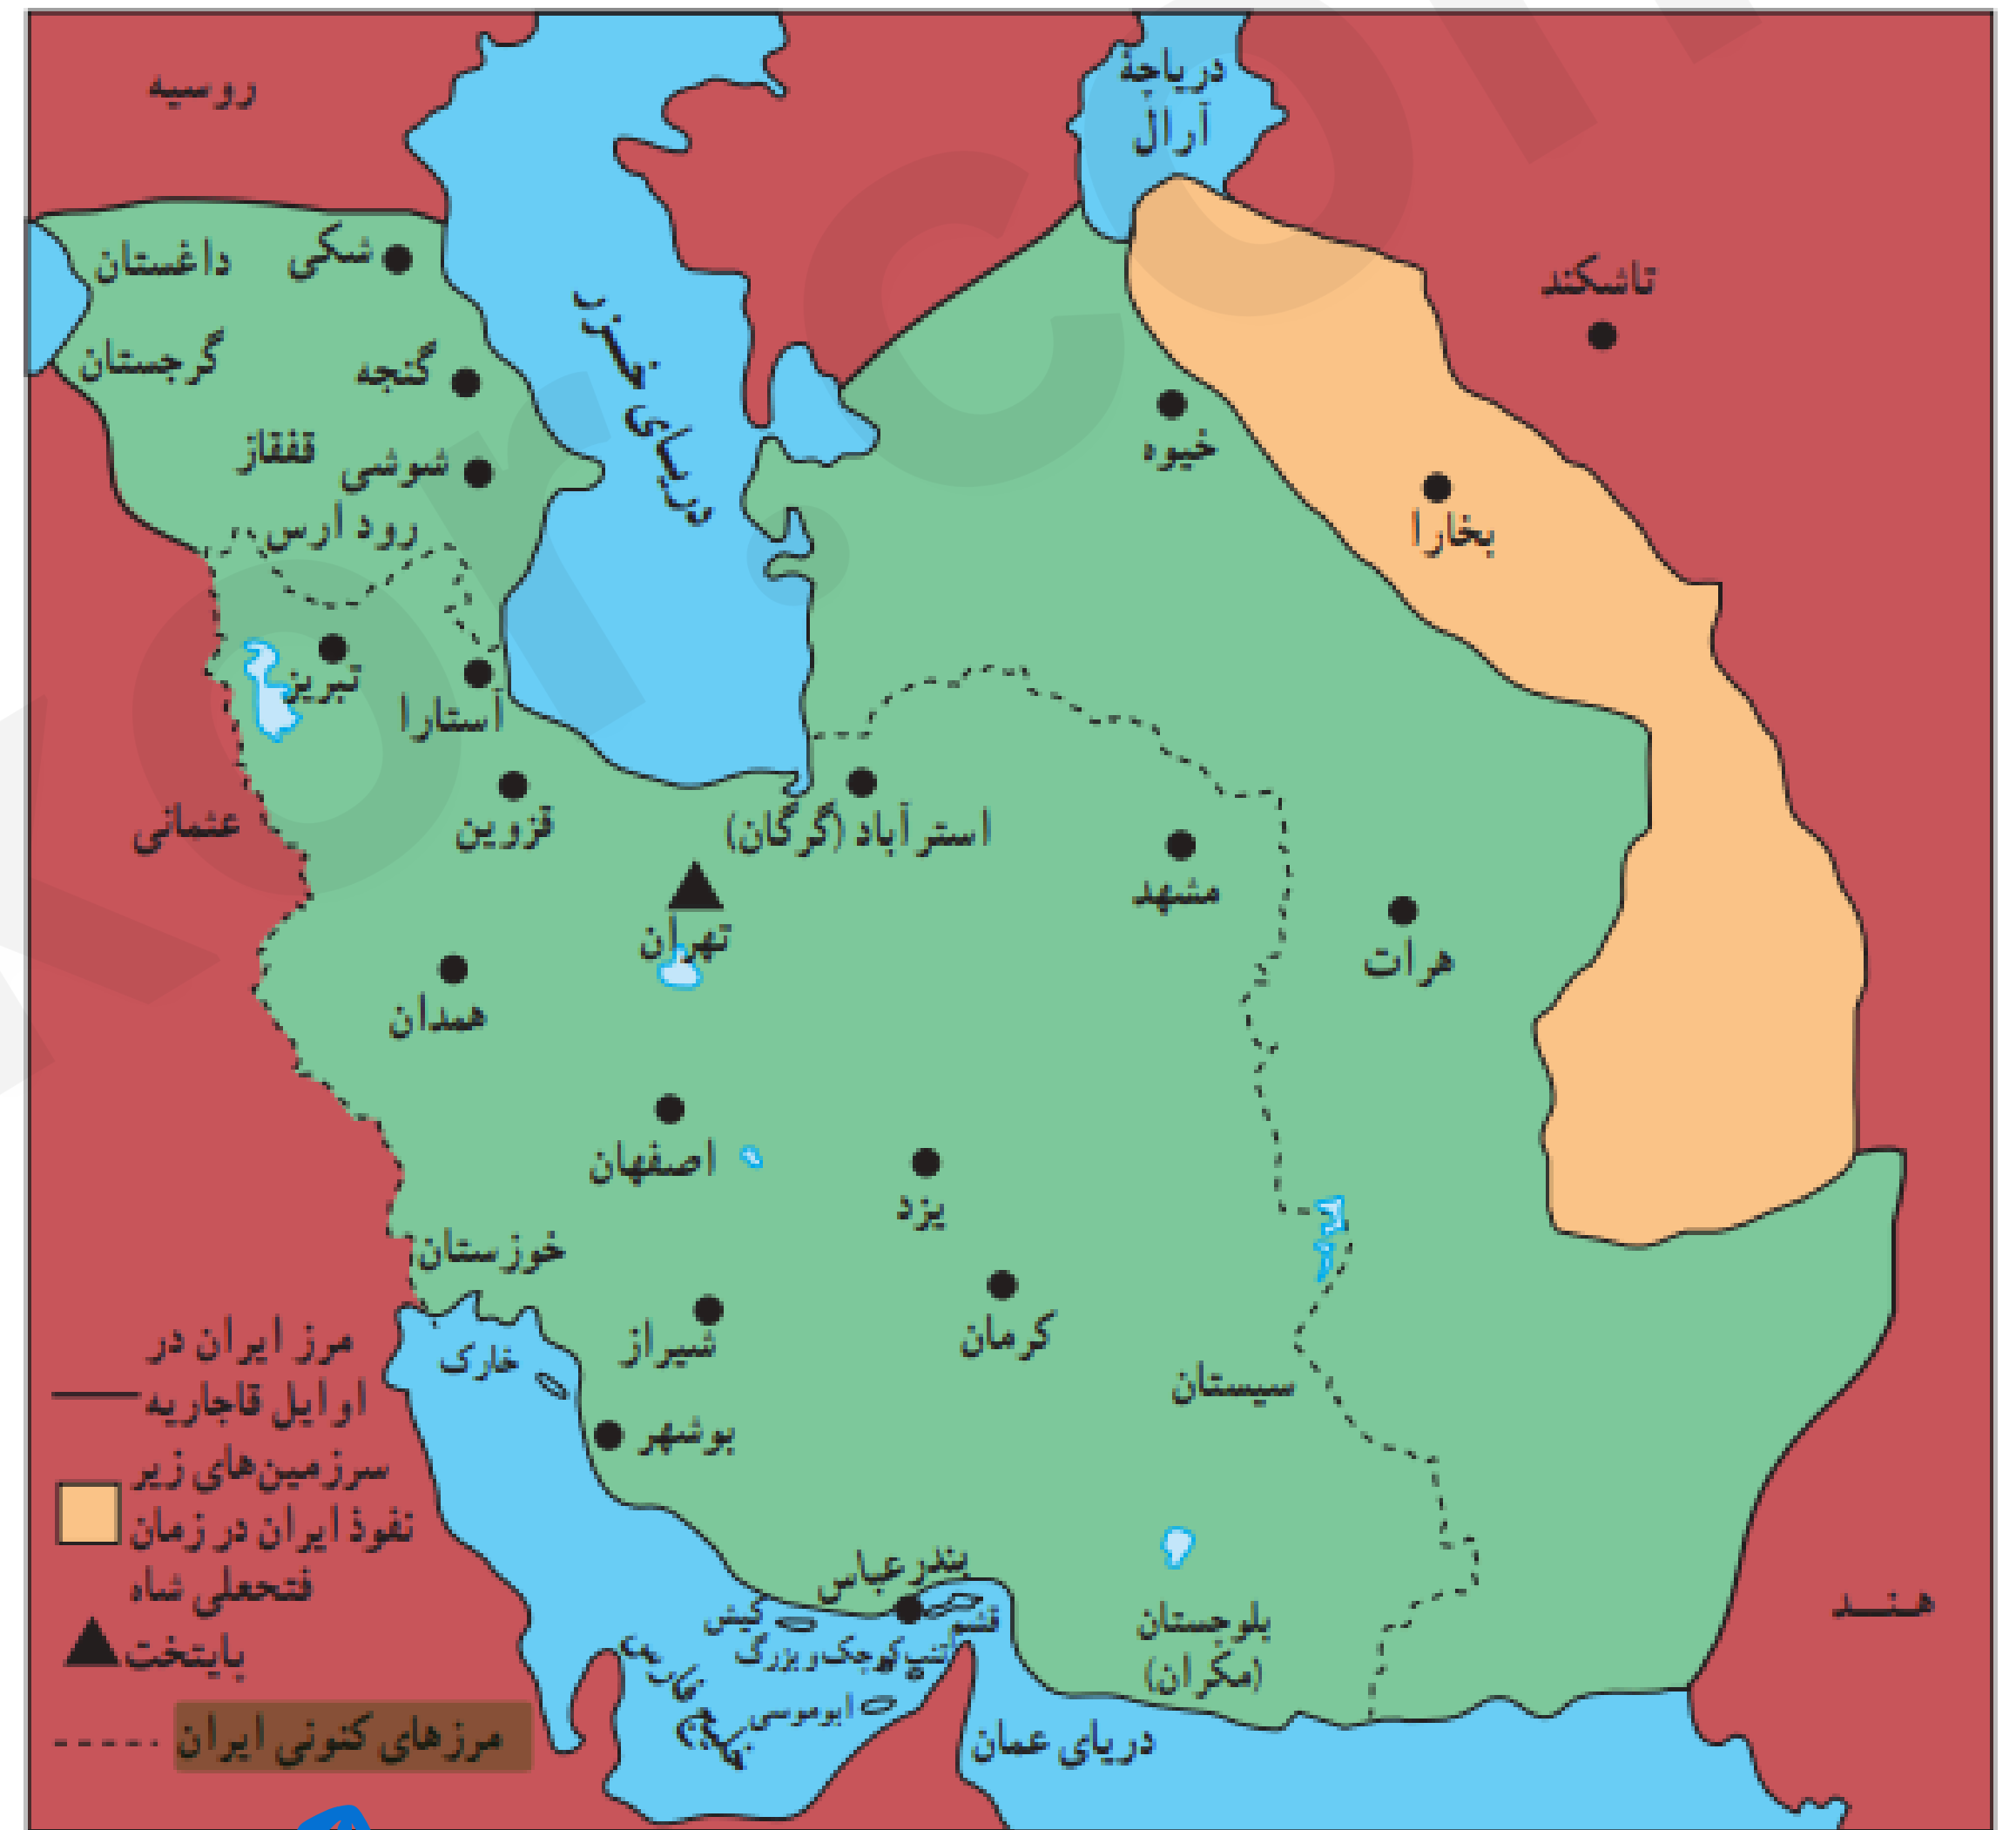 روسیه
دریاچهٔ
آرال
داغستان
شکی
تاشکند
دریای خزر
گرجستان
گنجه
خیوه
قفقاز
شوشی
بخارا
رود ارس
تبریز
آستارا
عثمانی
قزوین
استرآباد (گرگان)
مشهد
تهران
هرات
همدان
اصفهان
یزد
خوزستان
کرمان
شیراز
خارک
سیستان
بوشهر
بندرعباس
کیش
قشم
تنب کوچک و بزرگ
ابوموسی
خلیج فارس
بلوچستان
(مکران)
هنـد
دریای عمان
مرز ایران در
اوایل قاجاریه
سرزمین‌های زیر
نفوذ ایران در زمان
فتحعلی شاه
پایتخت
مرزهای کنونی ایران